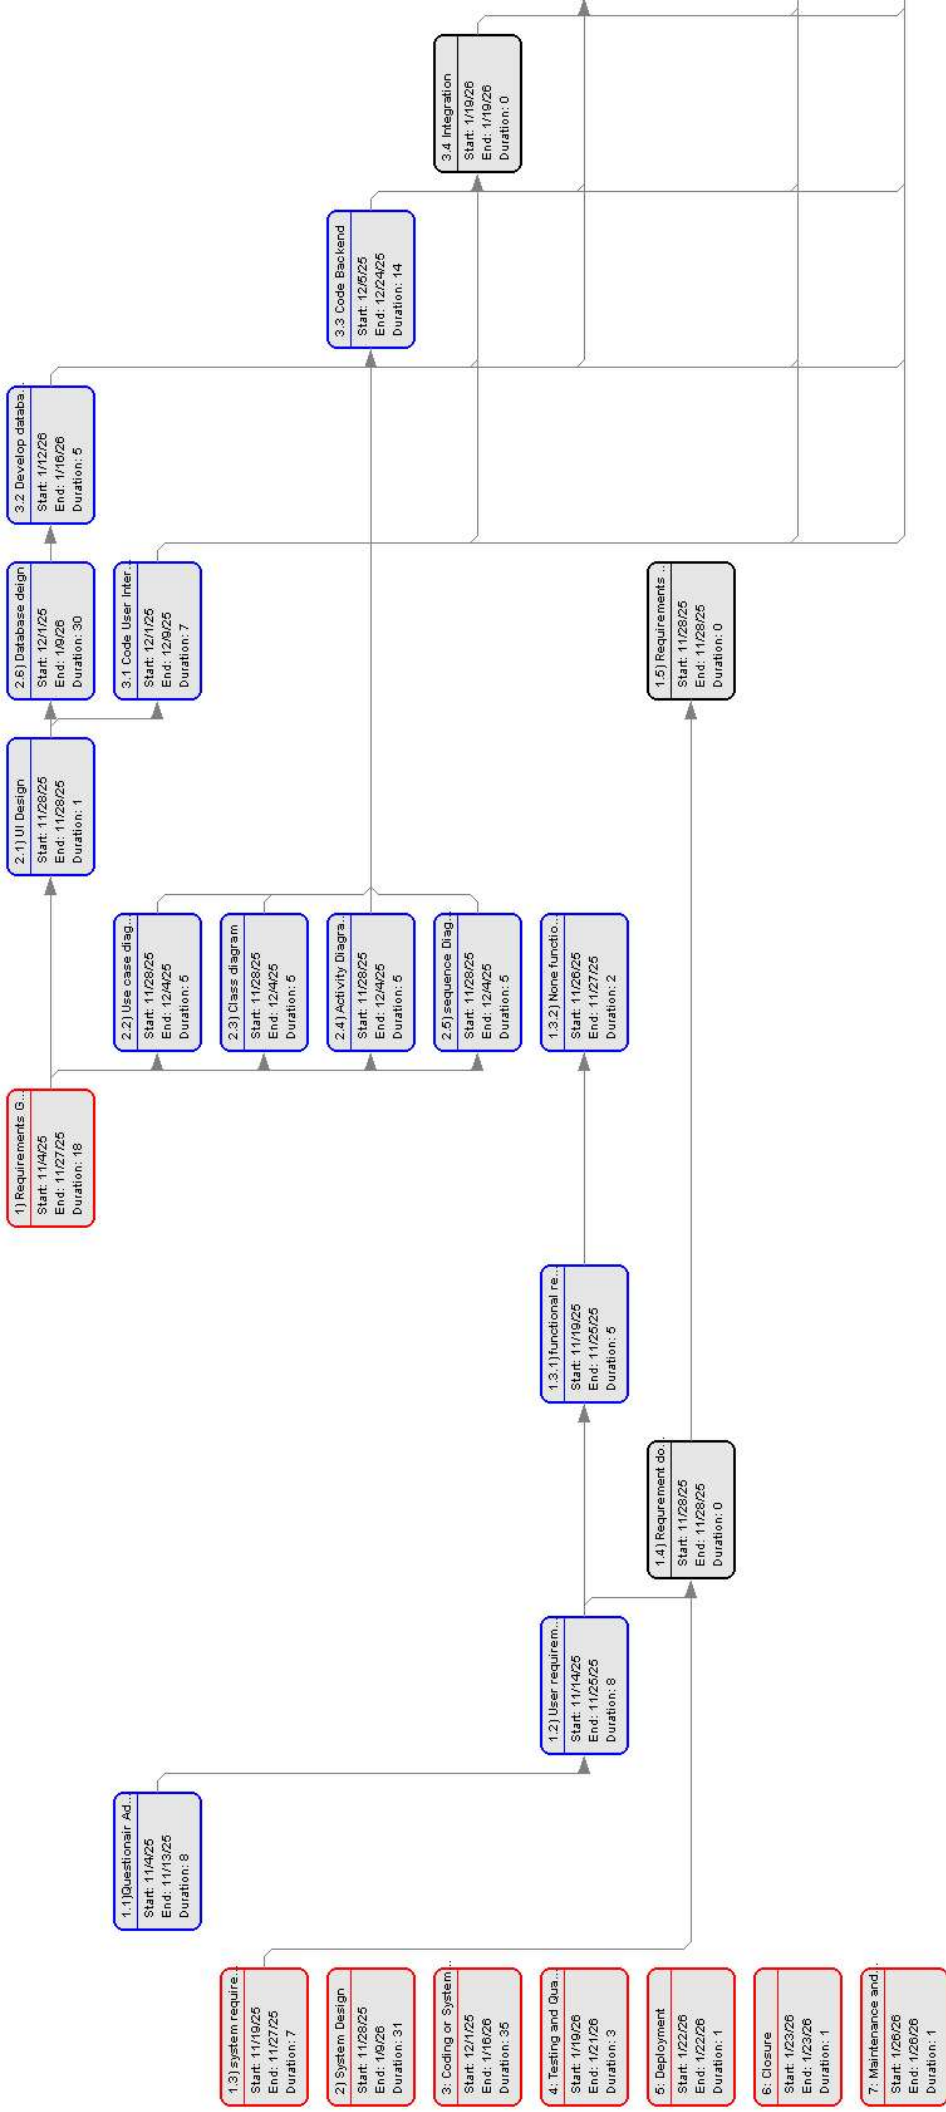 1.3) system require...
Start: 11/19/25
End: 11/27/25
Duration: 7
2) System Design
Start: 11/28/25
End: 1/9/26
Duration: 31
3: Coding or System ...
Start: 12/1/25
End: 1/16/26
Duration: 35
4: Testing and Qua...
Start: 1/19/26
End: 1/21/26
Duration: 3
5: Deployment
Start: 1/22/26
End: 1/22/26
Duration: 1
6: Closure
Start: 1/23/26
End: 1/23/26
Duration: 1
7: Maintenance and...
Start: 1/26/26
End: 1/26/26
Duration: 1
1.1)Questionair Ad...
Start: 11/4/25
End: 11/13/25
Duration: 8
1.2) User requirem...
Start: 11/14/25
End: 11/25/25
Duration: 8
1.4) Requrement do...
Start: 11/28/25
End: 11/28/25
Duration: 0
1.3.1)functional re...
Start: 11/19/25
End: 11/25/25
Duration: 5
1) Requirements G...
Start: 11/4/25
End: 11/27/25
Duration: 18
2.2) Use case diag...
Start: 11/28/25
End: 12/4/25
Duration: 5
2.3) Class diagram
Start: 11/28/25
End: 12/4/25
Duration: 5
2.4) Activity Diagra...
Start: 11/28/25
End: 12/4/25
Duration: 5
2.5)sequence Diag...
Start: 11/28/25
End: 12/4/25
Duration: 5
1.3.2) None functio...
Start: 11/26/25
End: 11/27/25
Duration: 2
2.1) UI Design
Start: 11/28/25
End: 11/28/25
Duration: 1
2.6) Database deign
Start: 12/1/25
End: 1/9/26
Duration: 30
3.1 Code User Inter...
Start: 12/1/25
End: 12/9/25
Duration: 7
1.5) Requirements ...
Start: 11/28/25
End: 11/28/25
Duration: 0
3.2 Develop databa...
Start: 1/12/26
End: 1/16/26
Duration: 5
3.3 Code Backend
Start: 12/5/25
End: 12/24/25
Duration: 14
3.4 Integration
Start: 1/19/26
End: 1/19/26
Duration: 0